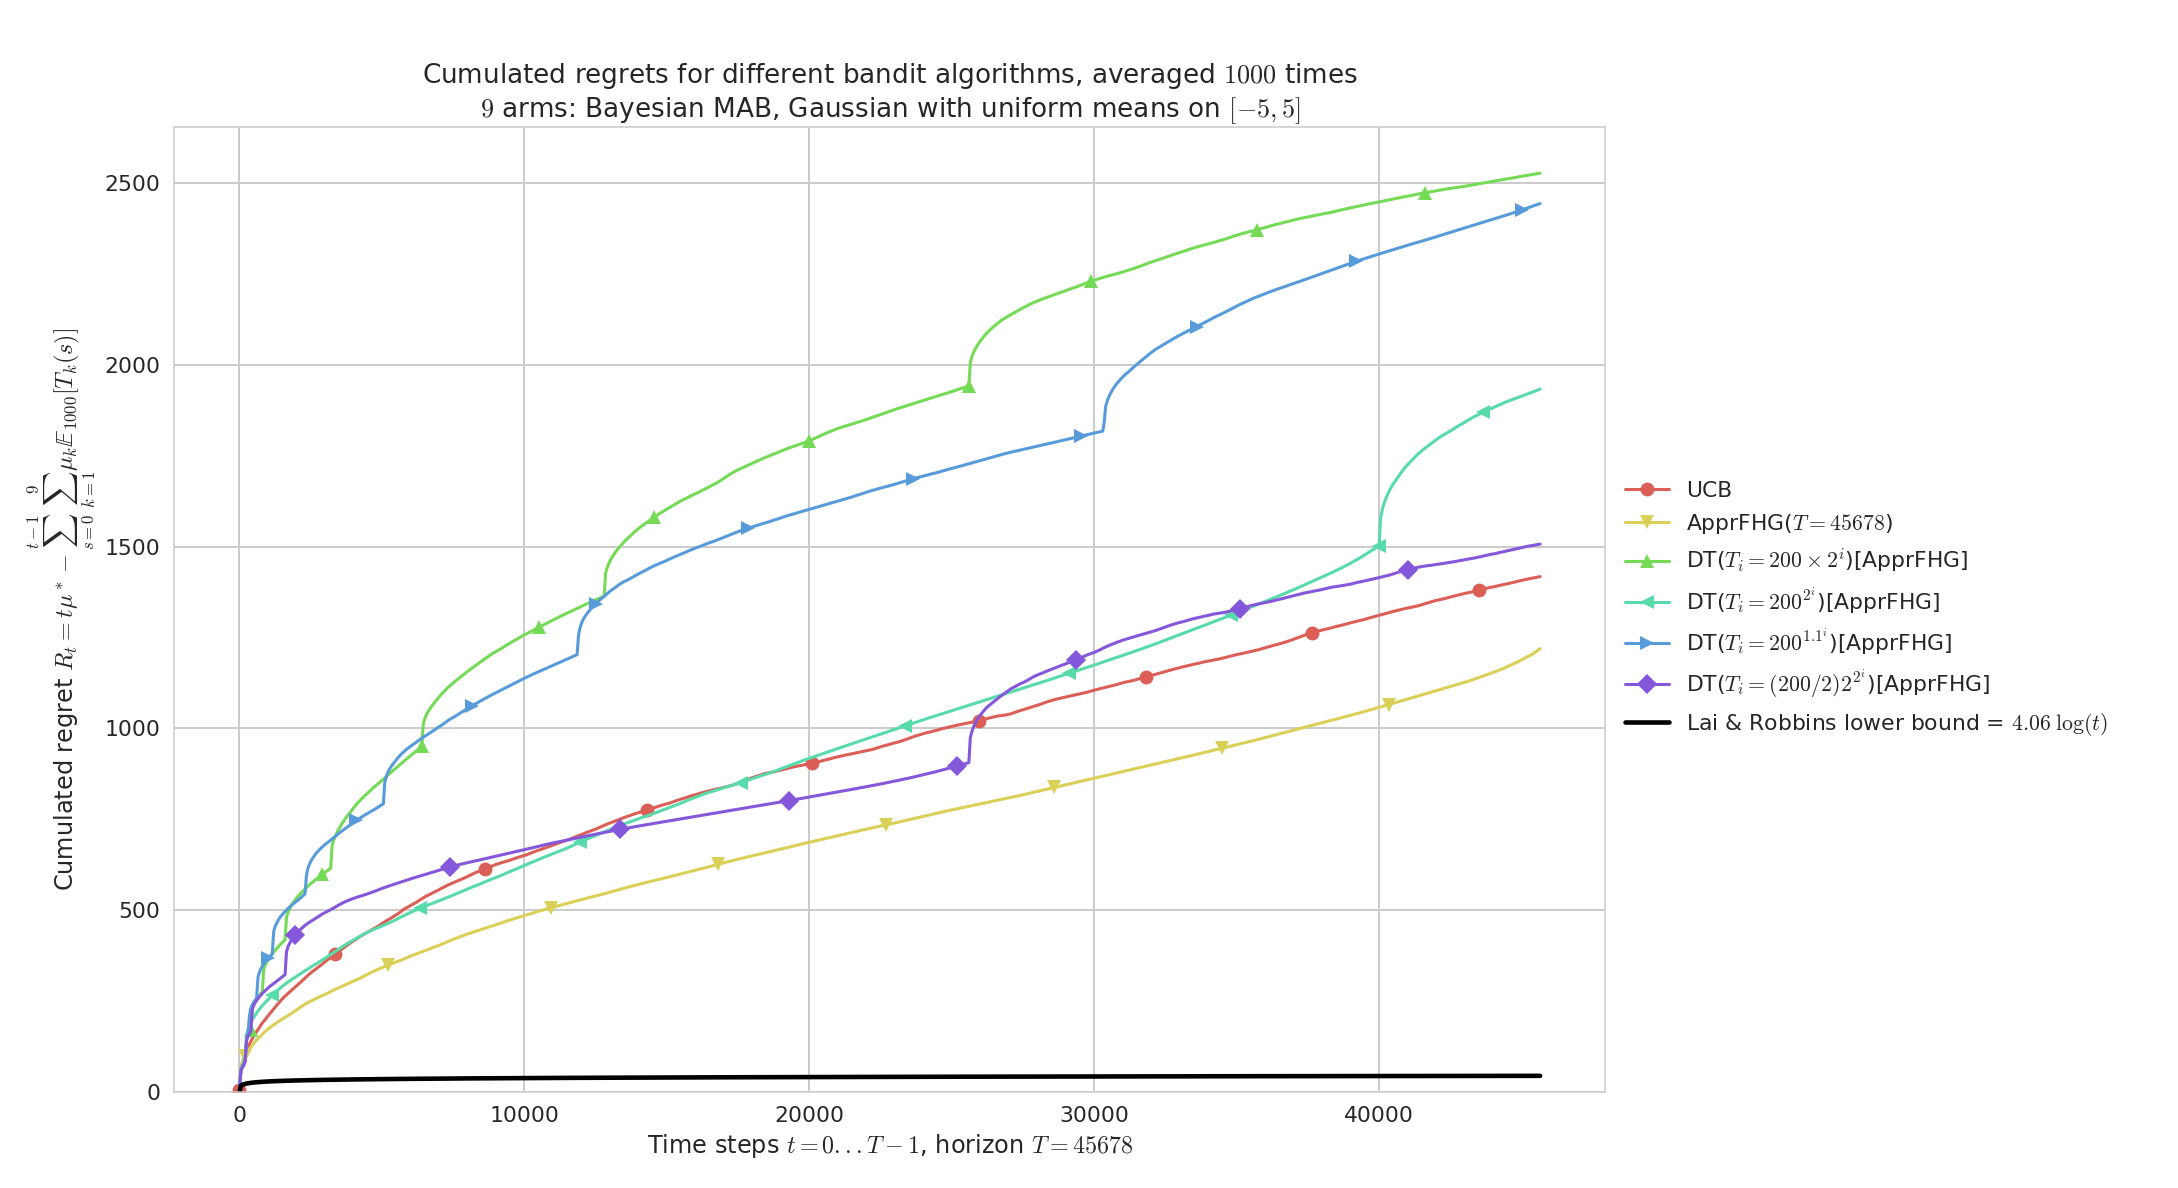 Cumulated regrets for different bandit algorithms, averaged 1000 times
9 arms: Bayesian MAB, Gaussian with uniform means on [−5, 5]
Cumulated regret R_t = tμ* − ∑_{s=0}^{t−1} ∑_{k=1}^{9} μ_k 𝔼_{1000}[T_k(s)]
2500
2000
1500
1000
500
0
0 10000 20000 30000 40000
Time steps t = 0...T − 1, horizon T = 45678
UCB
ApprFHG(T = 45678)
DT(T_i = 200 × 2^i)[ApprFHG]
DT(T_i = 200^{2^i})[ApprFHG]
DT(T_i = 200^{1.1^i})[ApprFHG]
DT(T_i = (200/2)2^{2^i})[ApprFHG]
Lai & Robbins lower bound = 4.06 log(t)